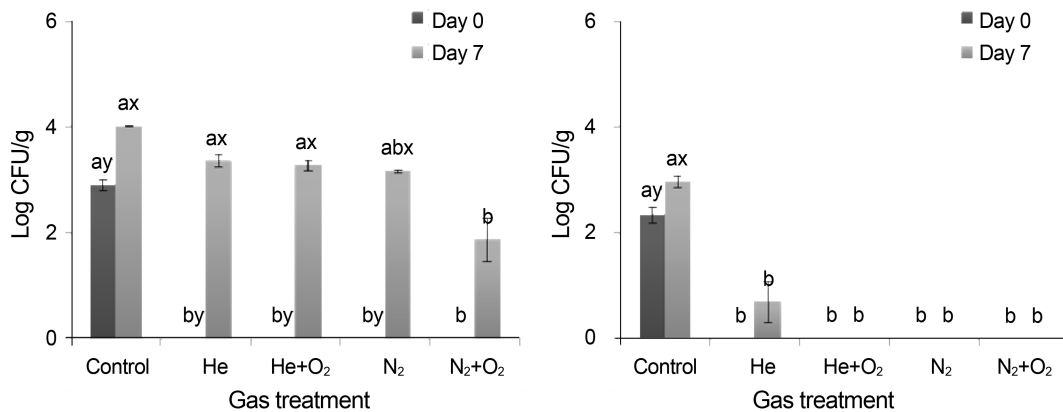 6
Day 0
Day 7
ax
4
ax
ax
abx
ay
Log CFU/g
2
b
by
by
by
b
0
Control
He
He+O₂
N₂
N₂+O₂
Gas treatment
6
Day 0
Day 7
4
ax
ay
Log CFU/g
2
b
b
b
b
b
b
b
b
0
Control
He
He+O₂
N₂
N₂+O₂
Gas treatment